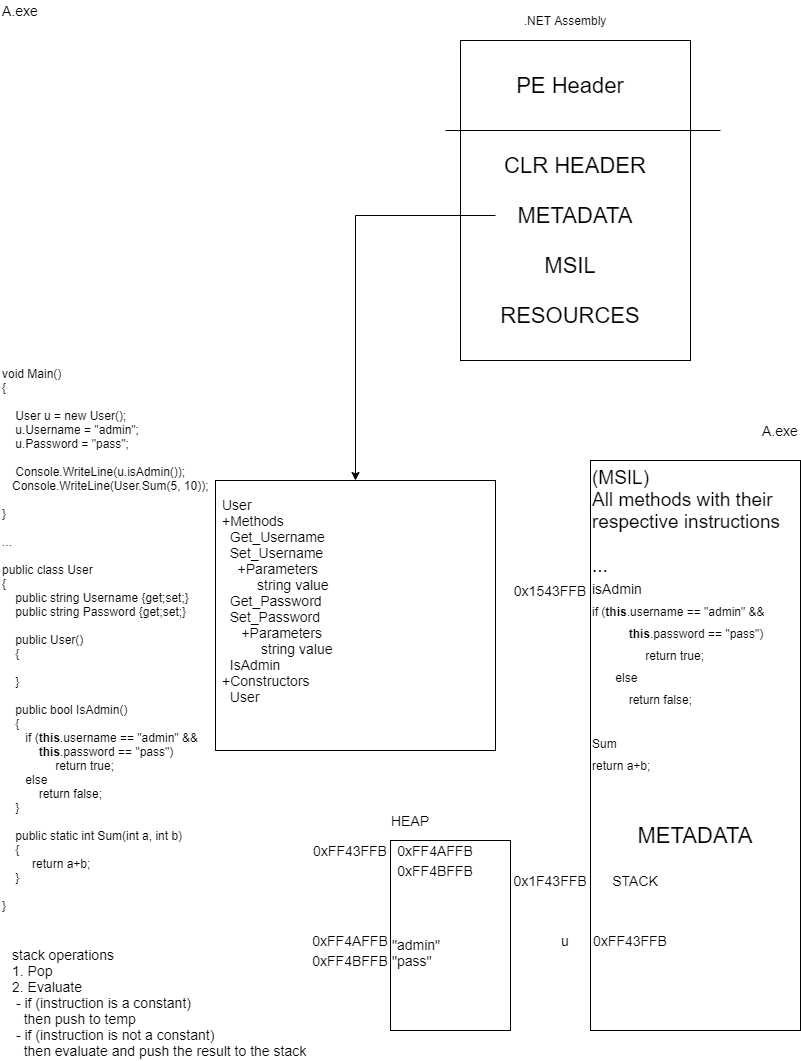 A.exe
.NET Assembly
PE Header
CLR HEADER
METADATA
MSIL
RESOURCES
void Main()
{
User u = new User();
u.Username = "admin";
u.Password = "pass";
Console.WriteLine(u.isAdmin());
Console.WriteLine(User.Sum(5, 10));
}
...
public class User
{
public string Username {get;set;}
public string Password {get;set;}
public User()
{
}
public bool IsAdmin()
{
if (this.username == "admin" &&
this.password == "pass")
return true;
else
return false;
}
public static int Sum(int a, int b)
{
return a+b;
}
}
User
+Methods
Get_Username
Set_Username
+Parameters
string value
Get_Password
Set_Password
+Parameters
string value
IsAdmin
+Constructors
User
A.exe
(MSIL)
All methods with their
respective instructions
...
0x1543FFB isAdmin
if (this.username == "admin" &&
this.password == "pass")
return true;
else
return false;
Sum
return a+b;
METADATA
0x1F43FFB STACK
u 0xFF43FFB
HEAP
0xFF43FFB 0xFF4AFFB
0xFF4BFFB
0xFF4AFFB "admin"
0xFF4BFFB "pass"
stack operations
1. Pop
2. Evaluate
- if (instruction is a constant)
then push to temp
- if (instruction is not a constant)
then evaluate and push the result to the stack